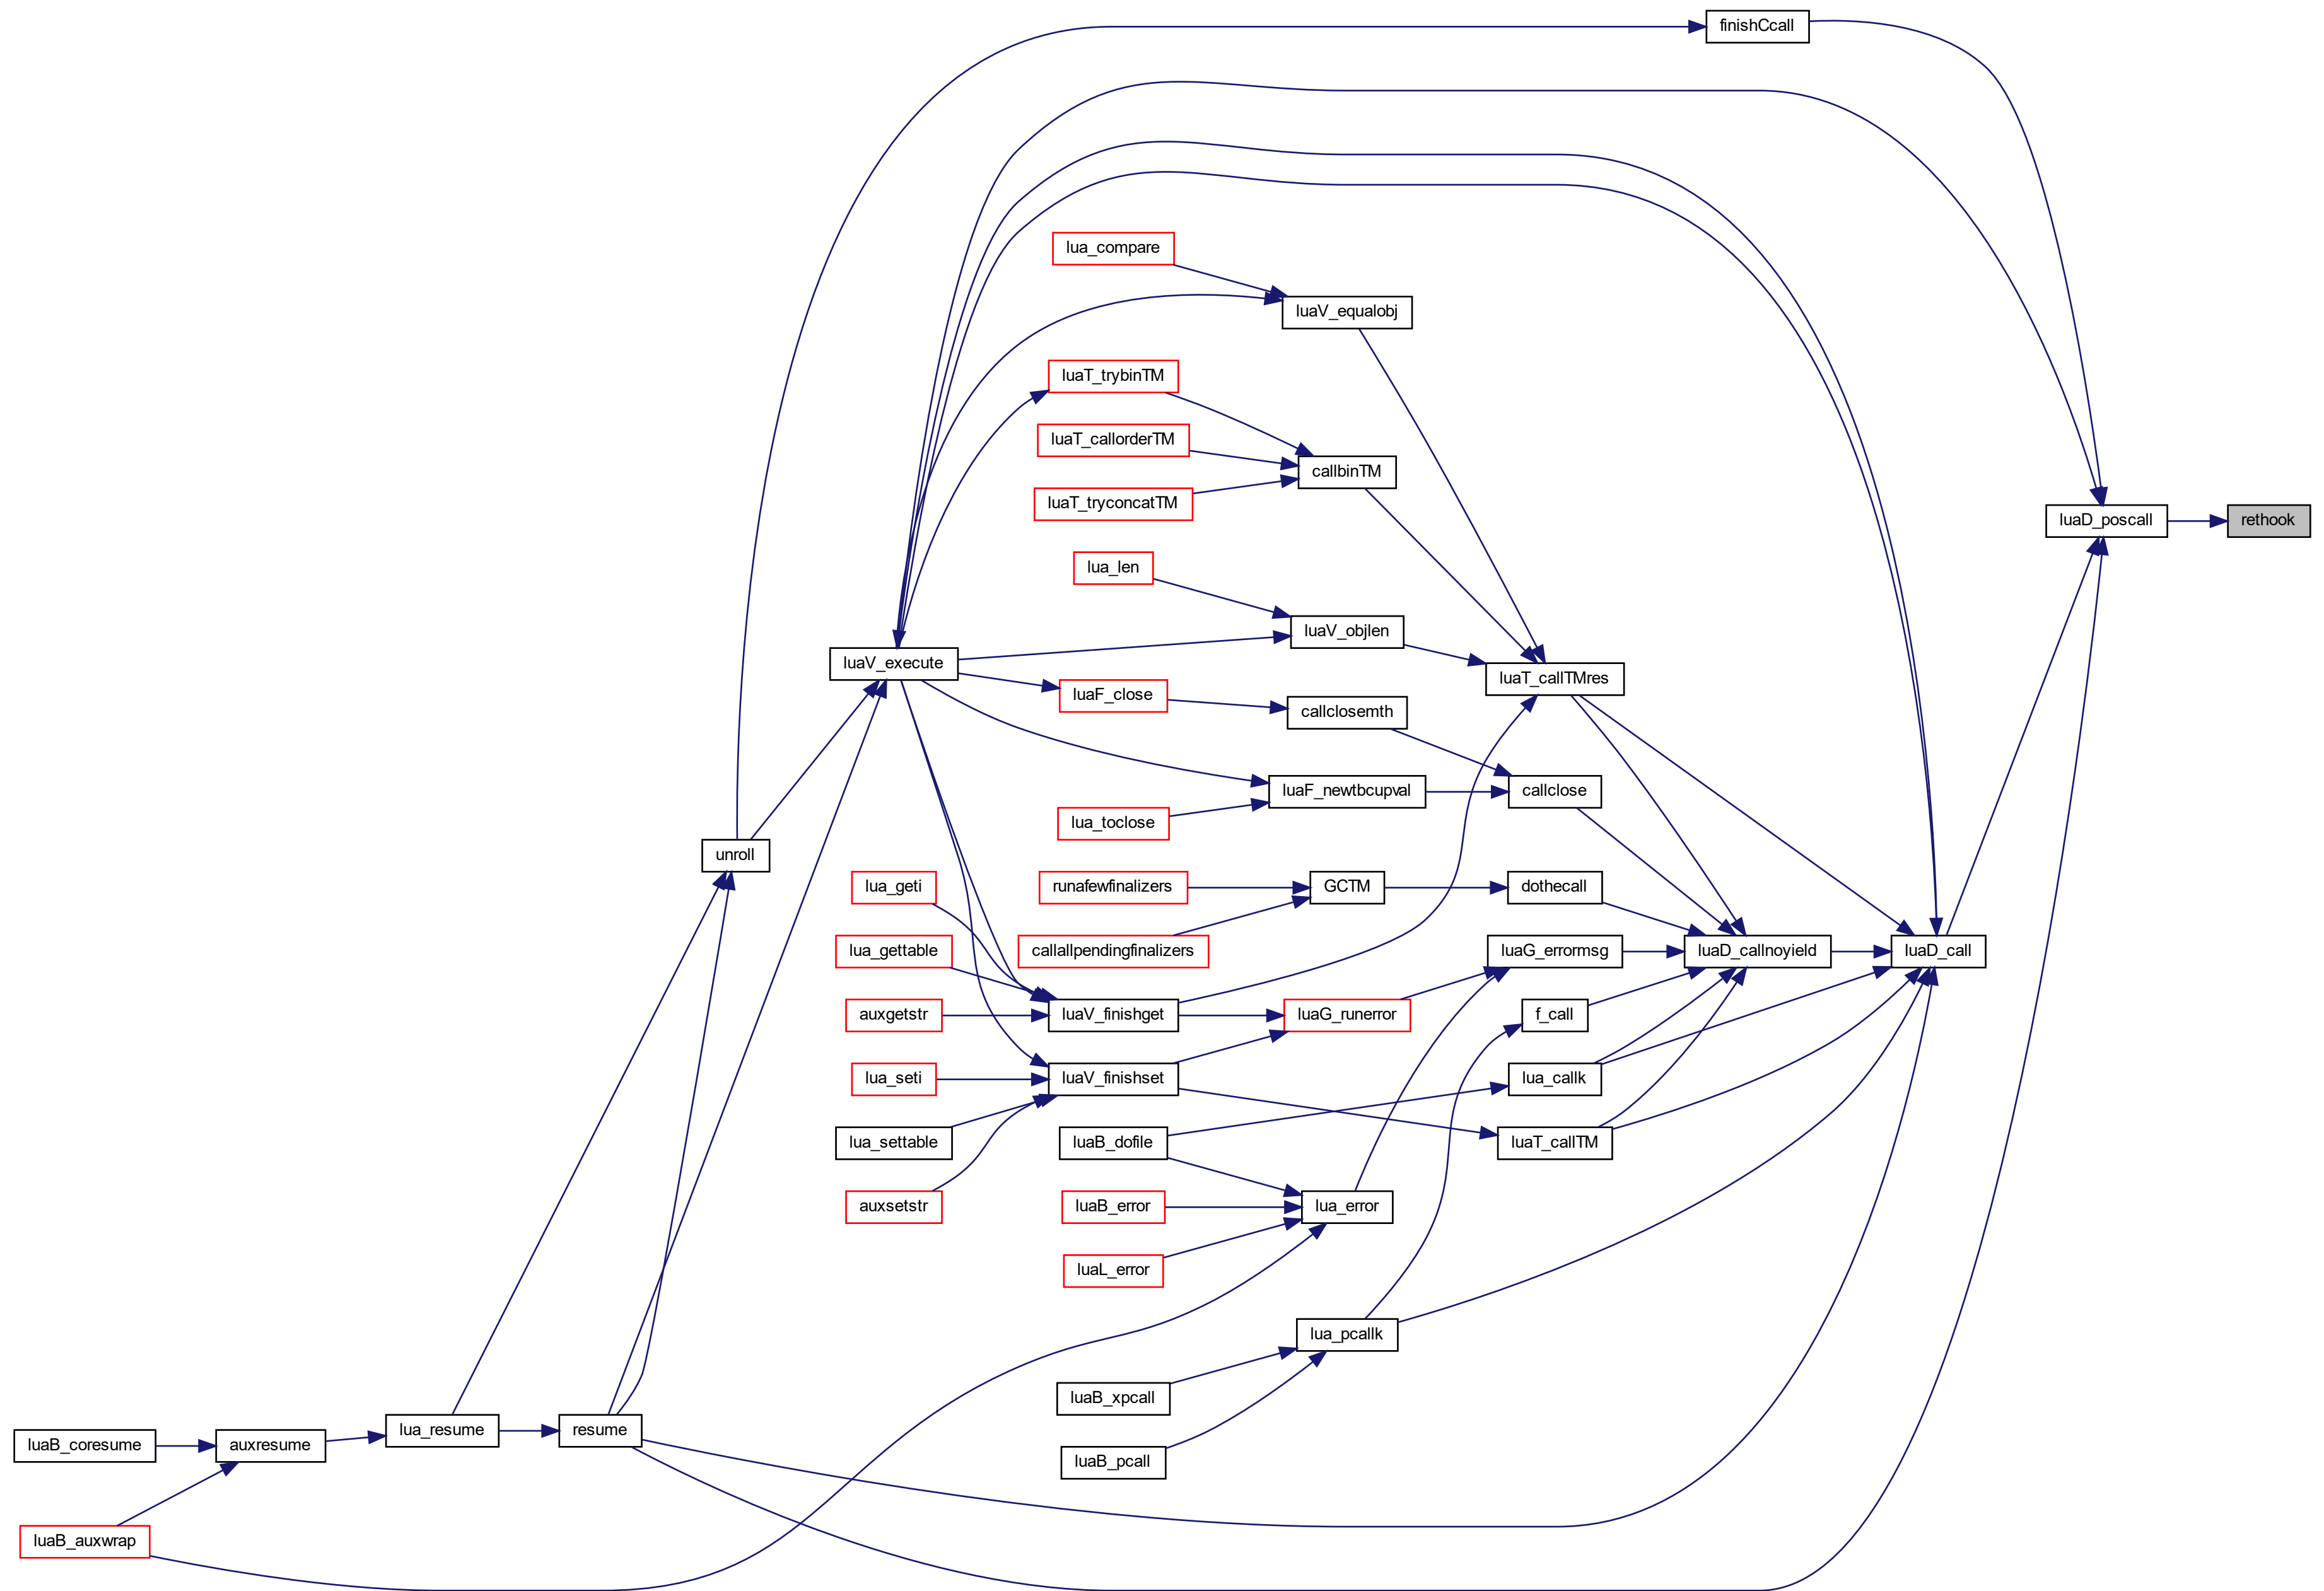 finishCcall
lua_compare
luaV_equalobj
luaT_trybinTM
luaT_callorderTM
callbinTM
luaT_tryconcatTM
luaD_poscall
rethook
lua_len
luaV_objlen
luaV_execute
luaT_callTMres
luaF_close
callclosemth
luaF_newtbcupval
callclose
lua_toclose
unroll
lua_geti
runafewfinalizers
GCTM
dothecall
lua_gettable
callallpendingfinalizers
luaG_errormsg
luaD_callnoyield
luaD_call
auxgetstr
luaV_finishget
luaG_runerror
f_call
lua_seti
luaV_finishset
lua_callk
lua_settable
luaB_dofile
luaT_callTM
auxsetstr
luaB_error
lua_error
luaL_error
lua_pcallk
luaB_xpcall
luaB_coresume
auxresume
lua_resume
resume
luaB_pcall
luaB_auxwrap